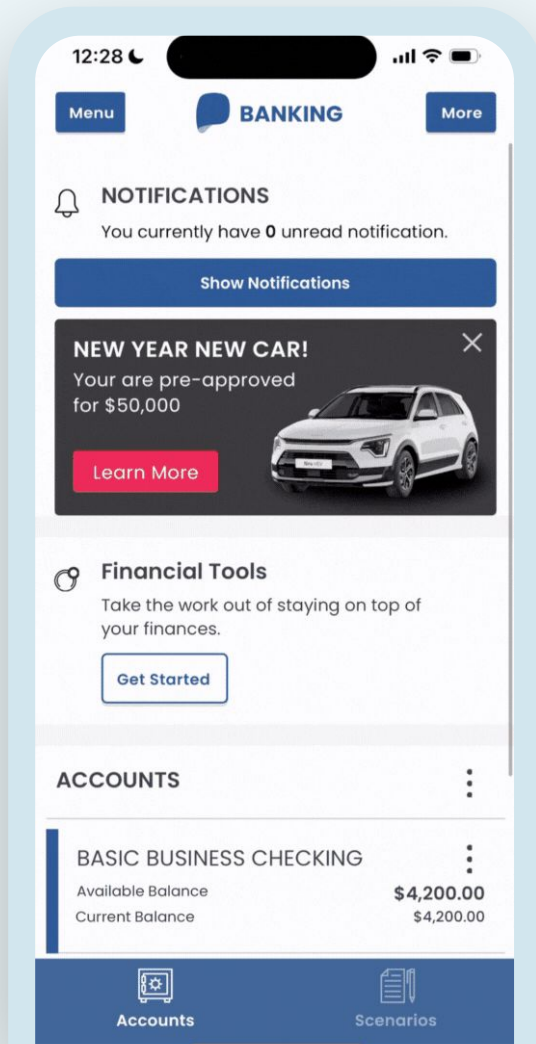 12:28
Menu
BANKING
More
NOTIFICATIONS
You currently have 0 unread notification.
Show Notifications
NEW YEAR NEW CAR!
Your are pre-approved
for $50,000
Learn More
Financial Tools
Take the work out of staying on top of
your finances.
Get Started
ACCOUNTS
BASIC BUSINESS CHECKING
Available Balance $4,200.00
Current Balance $4,200.00
Accounts Scenarios